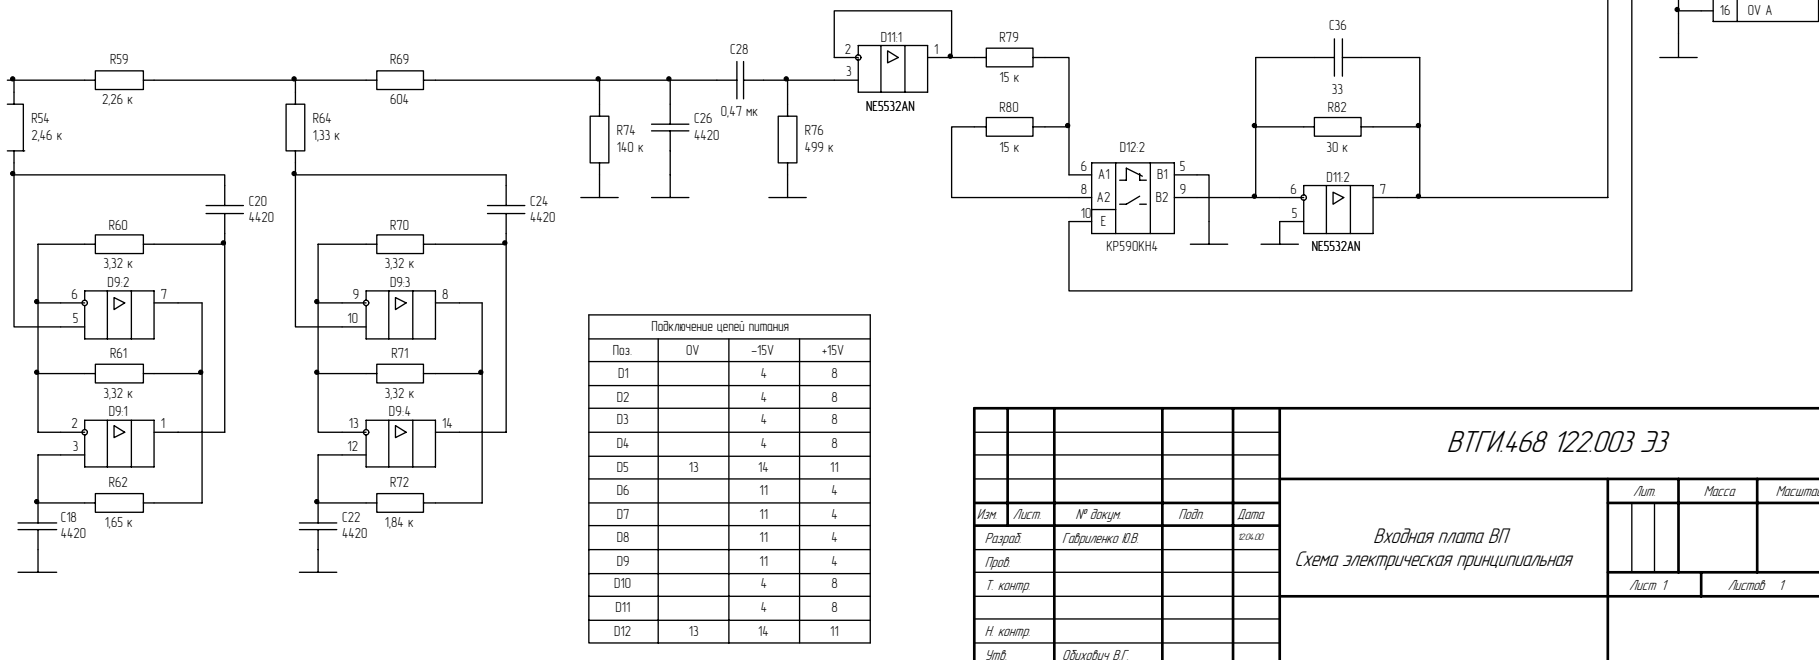 16 0V A
R59
2,26 к
R69
604
R54
2,46 к
R64
1,33 к
R74
140 к
C26
4420
C28
0,47 мк
R76
499 к
D11:1
2
3
1
NE5532AN
R79
15 к
R80
15 к
C36
33
R82
30 к
D12:2
6 A1 B1 5
8 A2 B2 9
10 E
КР590КН4
D11:2
6
5
7
NE5532AN
C20
4420
R60
3,32 к
D9:2
6
5
7
R61
3,32 к
D9:1
2
3
1
R62
1,65 к
C18
4420
C24
4420
R70
3,32 к
D9:3
9
10
8
R71
3,32 к
D9:4
13
12
14
R72
1,84 к
C22
4420
Подключение цепей питания
Поз. 0V -15V +15V
D1 4 8
D2 4 8
D3 4 8
D4 4 8
D5 13 14 11
D6 11 4
D7 11 4
D8 11 4
D9 11 4
D10 4 8
D11 4 8
D12 13 14 11
ВТГИ.468 122.003 Э3
Изм. Лист. № докум. Подп. Дата
Разраб. Гавриленко Ю.В. 12.04.00
Пров.
Т. контр.
Н. контр.
Утв. Обихович В.Г.
Входная плата ВП
Схема электрическая принципиальная
Лит. Масса Масштаб
Лист 1 Листов 1